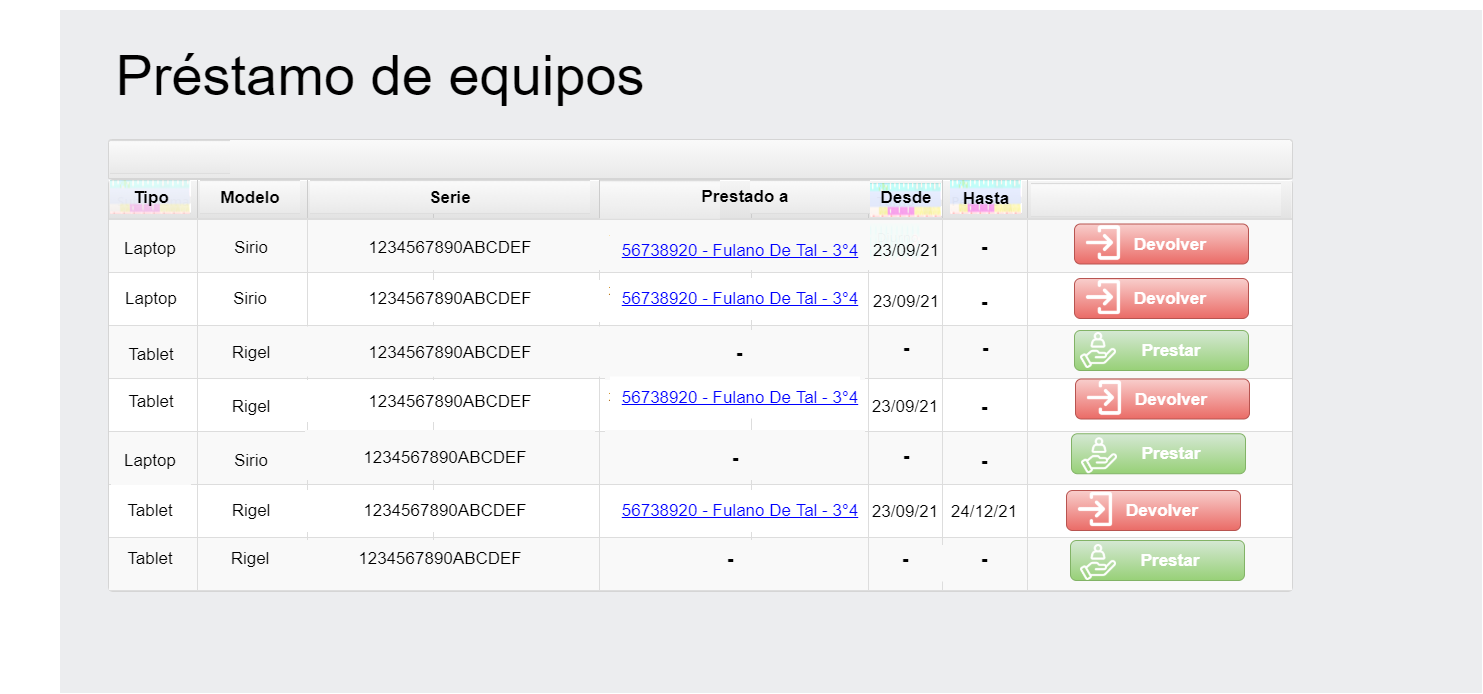 Préstamo de equipos
Tipo Modelo Serie Prestado a Desde Hasta
Laptop Sirio 1234567890ABCDEF 56738920 - Fulano De Tal - 3°4 23/09/21 - Devolver
Laptop Sirio 1234567890ABCDEF 56738920 - Fulano De Tal - 3°4 23/09/21 - Devolver
Tablet Rigel 1234567890ABCDEF - - - Prestar
Tablet Rigel 1234567890ABCDEF 56738920 - Fulano De Tal - 3°4 23/09/21 - Devolver
Laptop Sirio 1234567890ABCDEF - - - Prestar
Tablet Rigel 1234567890ABCDEF 56738920 - Fulano De Tal - 3°4 23/09/21 24/12/21 Devolver
Tablet Rigel 1234567890ABCDEF - - - Prestar